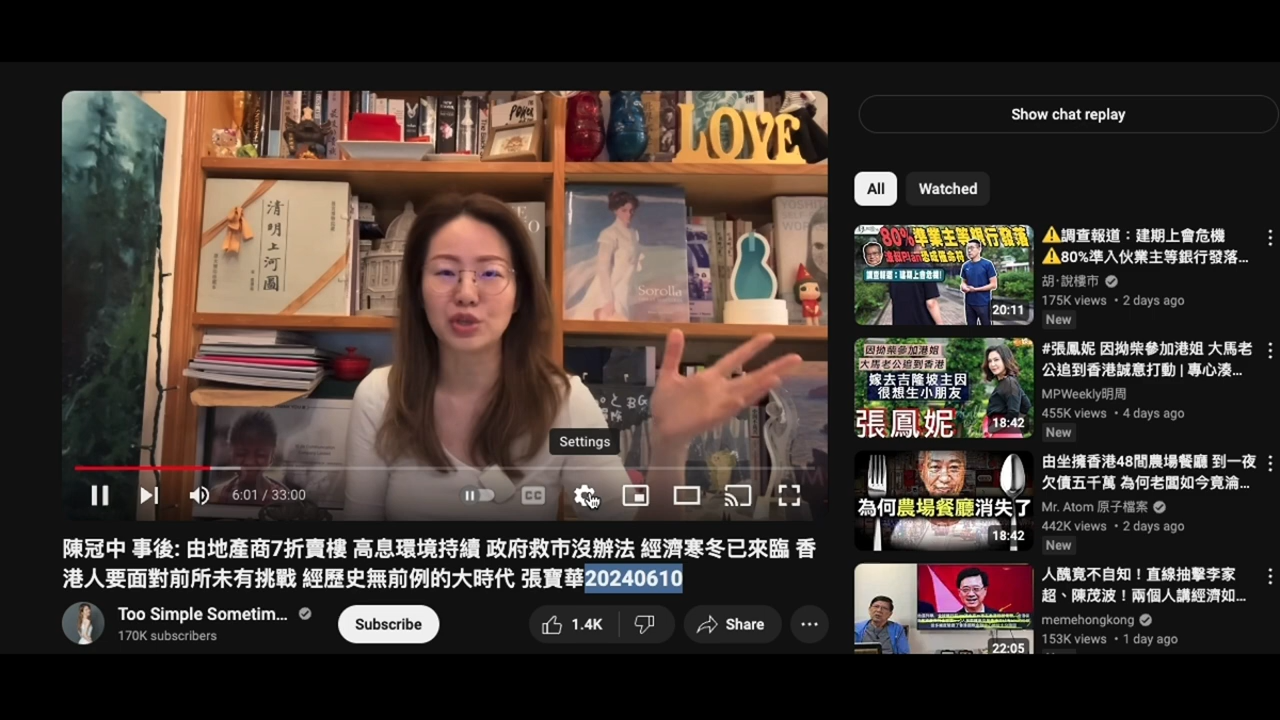 POWER
LOVE
清明上河圖
Sorolla
Settings
6:01 / 33:00
CC
陳冠中 事後: 由地產商7折賣樓 高息環境持續 政府救市沒辦法 經濟寒冬已來臨 香
港人要面對前所未有挑戰 經歷史無前例的大時代 張寶華20240610
Too Simple Sometim...
170K subscribers
Subscribe
1.4K
Share
Show chat replay
All
Watched
80%準業主等銀行發落
調查報道：建期上會危機!
20:11
⚠️調查報道：建期上會危機
⚠️80%準入伙業主等銀行發落...
胡‧說樓市
175K views • 2 days ago
New
因拗柴參加港姐
大馬老公追到香港
嫁去吉隆坡主因
很想生小朋友
張鳳妮
18:42
#張鳳妮 因拗柴參加港姐 大馬老
公追到香港誠意打動 | 專心湊...
MPWeekly明周
455K views • 4 days ago
New
為何農場餐廳消失了
18:42
由坐擁香港48間農場餐廳 到一夜
欠債五千萬 為何老闆如今竟淪...
Mr. Atom 原子檔案
442K views • 2 days ago
New
22:05
人醜竟不自知！直線抽擊李家
超、陳茂波！兩個人講經濟如...
memehongkong
153K views • 1 day ago